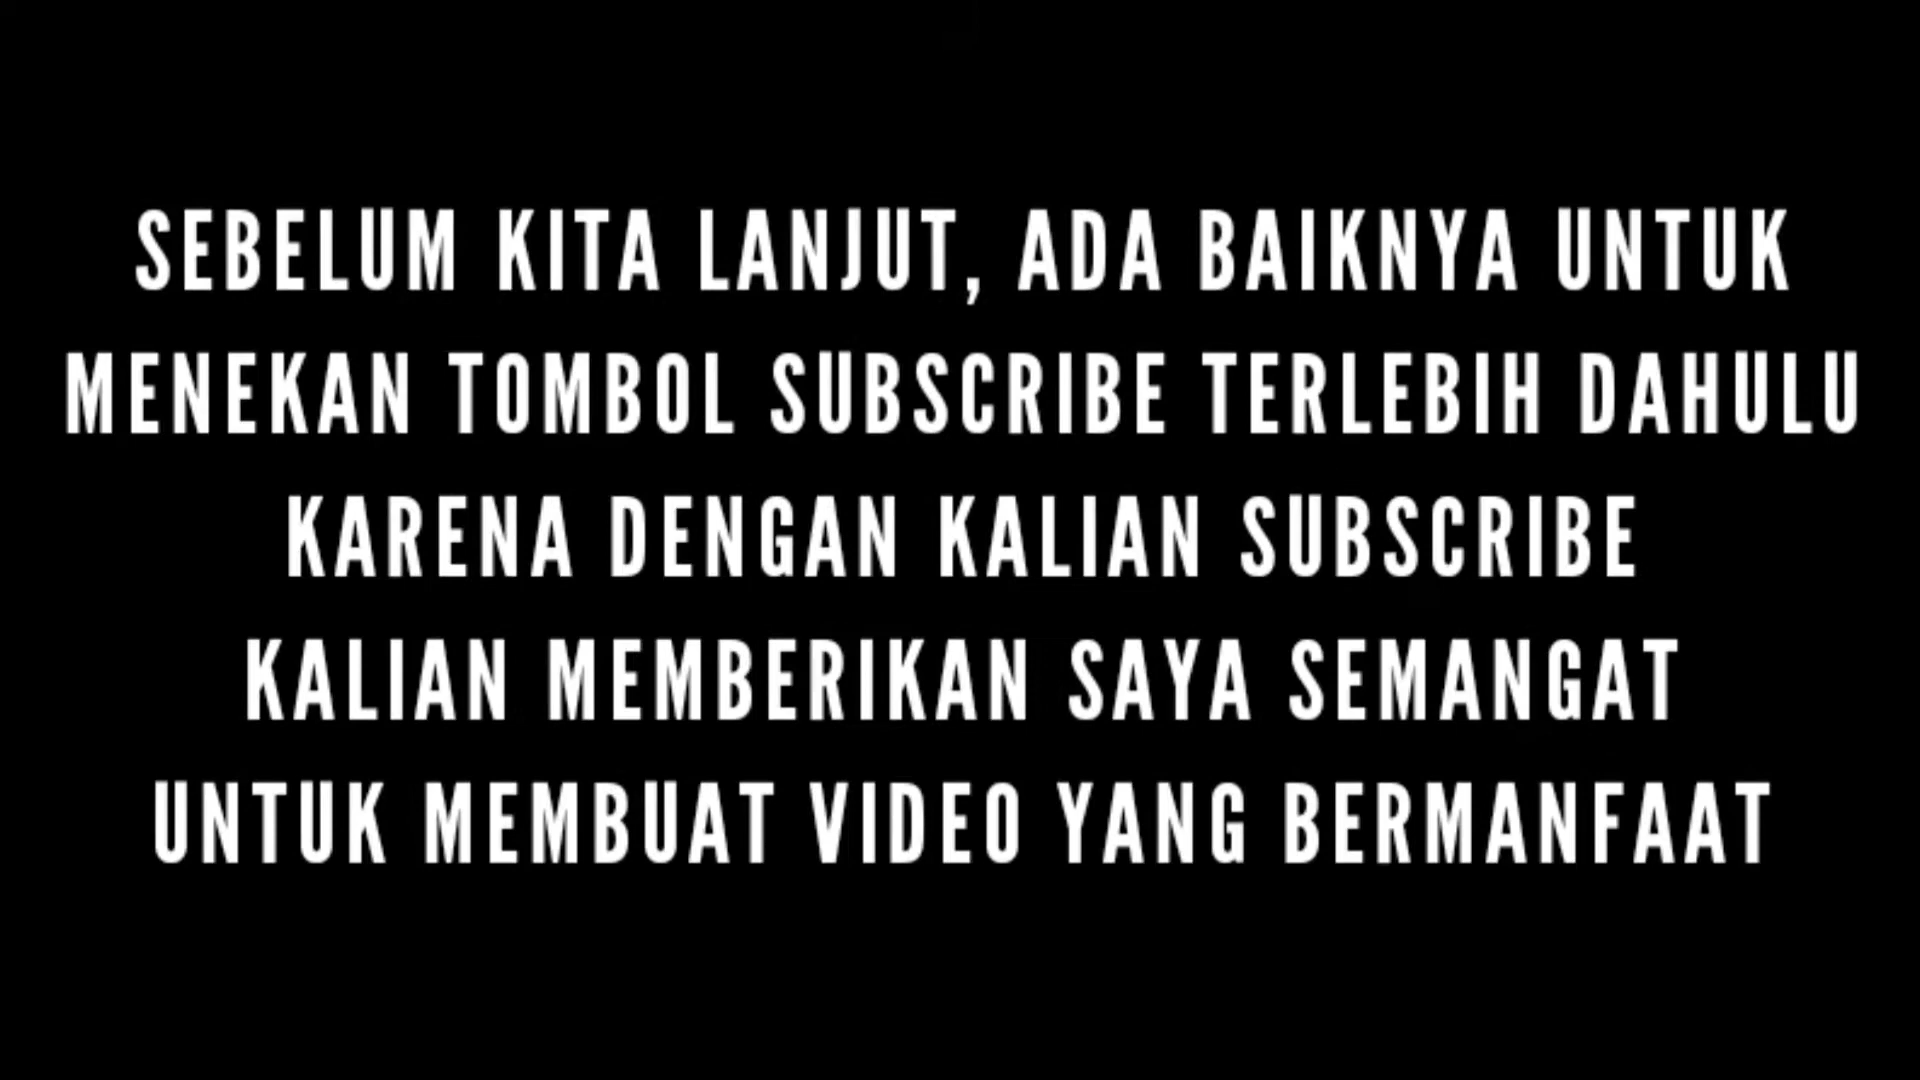 SEBELUM KITA LANJUT, ADA BAIKNYA UNTUK
MENEKAN TOMBOL SUBSCRIBE TERLEBIH DAHULU
KARENA DENGAN KALIAN SUBSCRIBE
KALIAN MEMBERIKAN SAYA SEMANGAT
UNTUK MEMBUAT VIDEO YANG BERMANFAAT